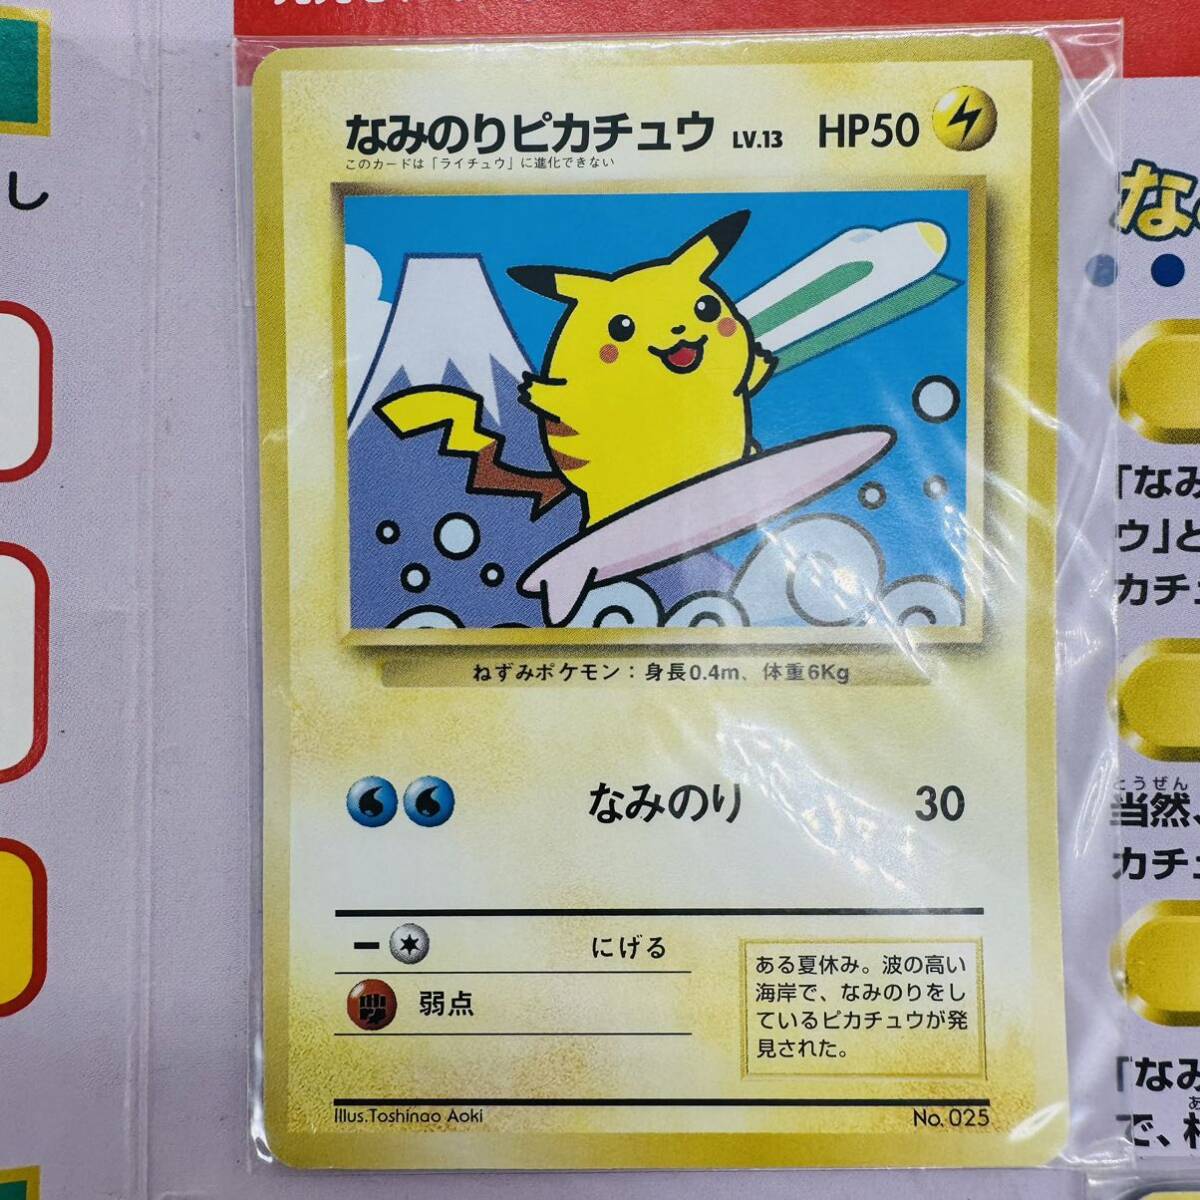 し
なみのりピカチュウ LV.13 HP50
このカードは「ライチュウ」に進化できない
ねずみポケモン：身長0.4m、体重6Kg
なみのり 30
にげる
弱点
ある夏休み。波の高い
海岸で、なみのりをし
ているピカチュウが発
見された。
Illus.Toshinao Aoki No. 025
な
「なみ
ウ」と
カチュ
とうぜん
当然、
カチュ
「なみ
で、